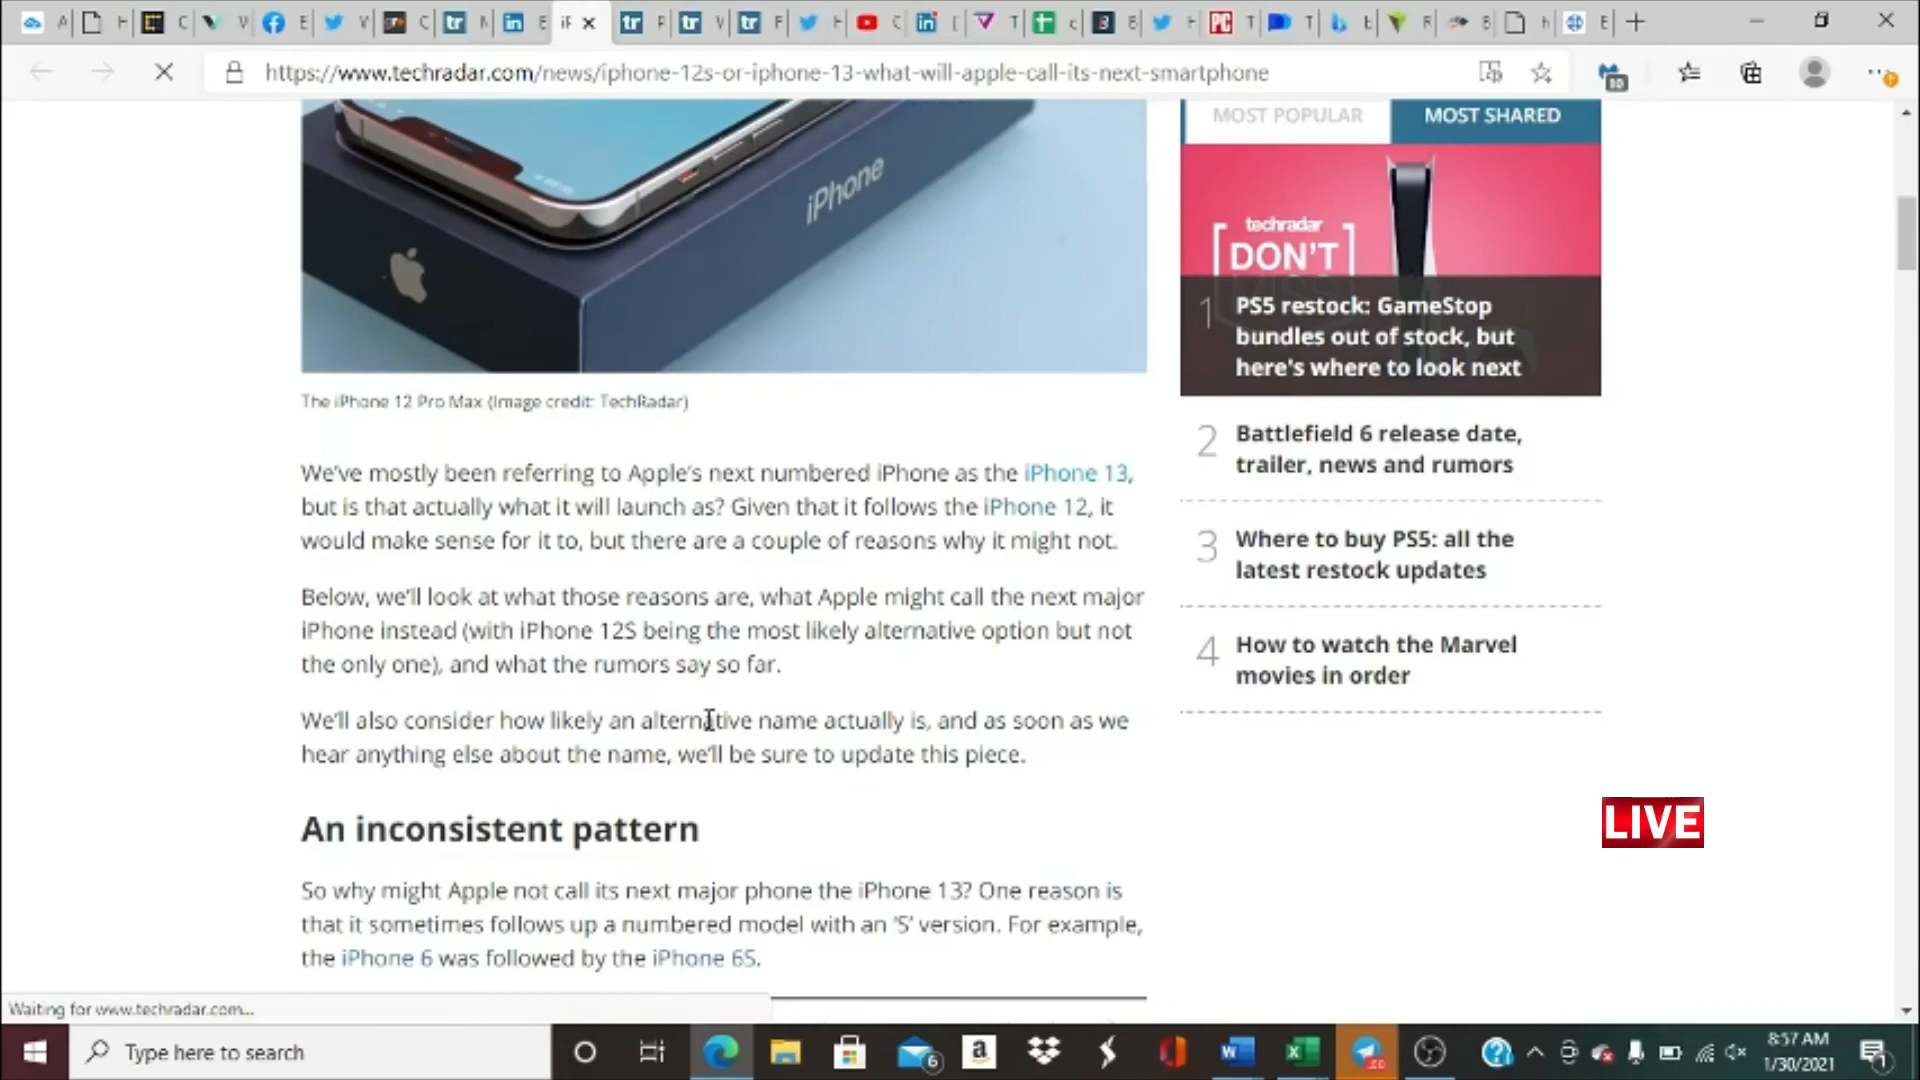 https://www.techradar.com/news/iphone-12s-or-iphone-13-what-will-apple-call-its-next-smartphone
iPhone
The iPhone 12 Pro Max (Image credit: TechRadar)
We've mostly been referring to Apple's next numbered iPhone as the iPhone 13,
but is that actually what it will launch as? Given that it follows the iPhone 12, it
would make sense for it to, but there are a couple of reasons why it might not.
Below, we'll look at what those reasons are, what Apple might call the next major
iPhone instead (with iPhone 12S being the most likely alternative option but not
the only one), and what the rumors say so far.
We'll also consider how likely an alternative name actually is, and as soon as we
hear anything else about the name, we'll be sure to update this piece.
An inconsistent pattern
So why might Apple not call its next major phone the iPhone 13? One reason is
that it sometimes follows up a numbered model with an 'S' version. For example,
the iPhone 6 was followed by the iPhone 6S.
MOST POPULAR
MOST SHARED
techradar
DON'T
1
PS5 restock: GameStop
bundles out of stock, but
here's where to look next
2
Battlefield 6 release date,
trailer, news and rumors
3
Where to buy PS5: all the
latest restock updates
4
How to watch the Marvel
movies in order
LIVE
Waiting for www.techradar.com...
Type here to search
8:57 AM
1/30/2021